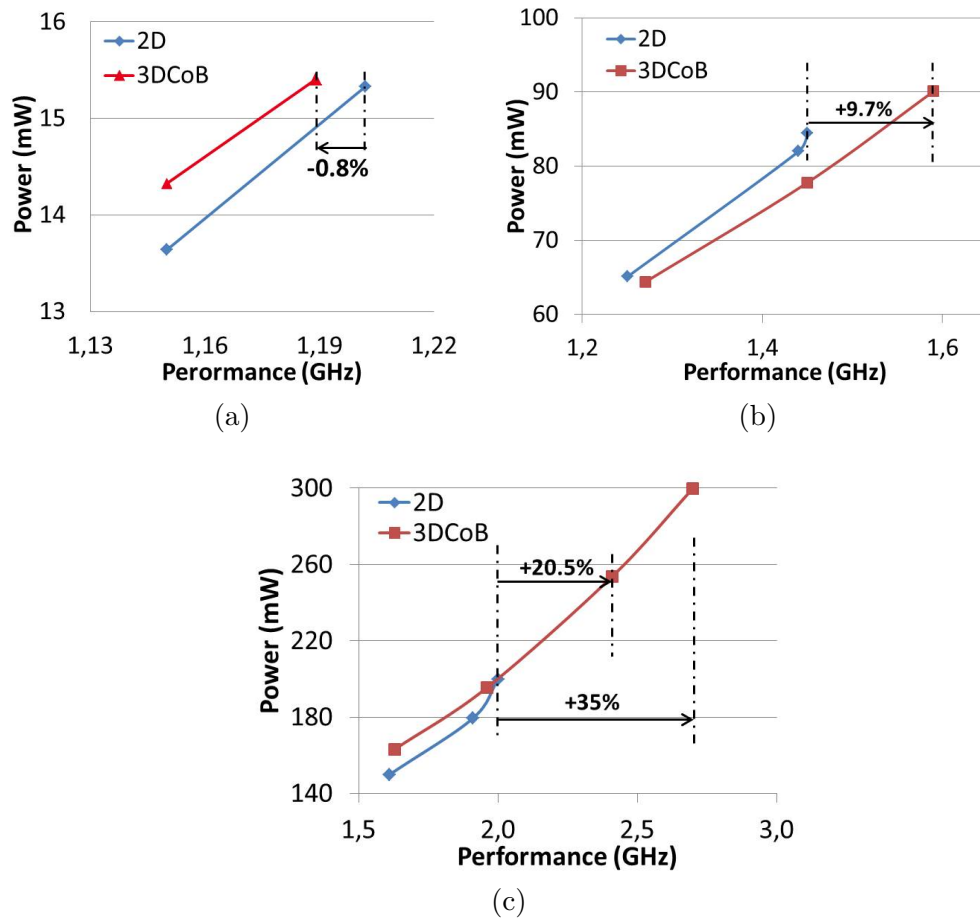 16
2D
3DCoB
15
-0.8%
14
13
Power (mW)
1,13
1,16
1,19
1,22
Perormance (GHz)
(a)
100
2D
3DCoB
90
+9.7%
80
70
60
Power (mW)
1,2
1,4
1,6
Performance (GHz)
(b)
300
2D
3DCoB
260
+20.5%
220
+35%
180
140
Power (mW)
1,5
2,0
2,5
3,0
Performance (GHz)
(c)